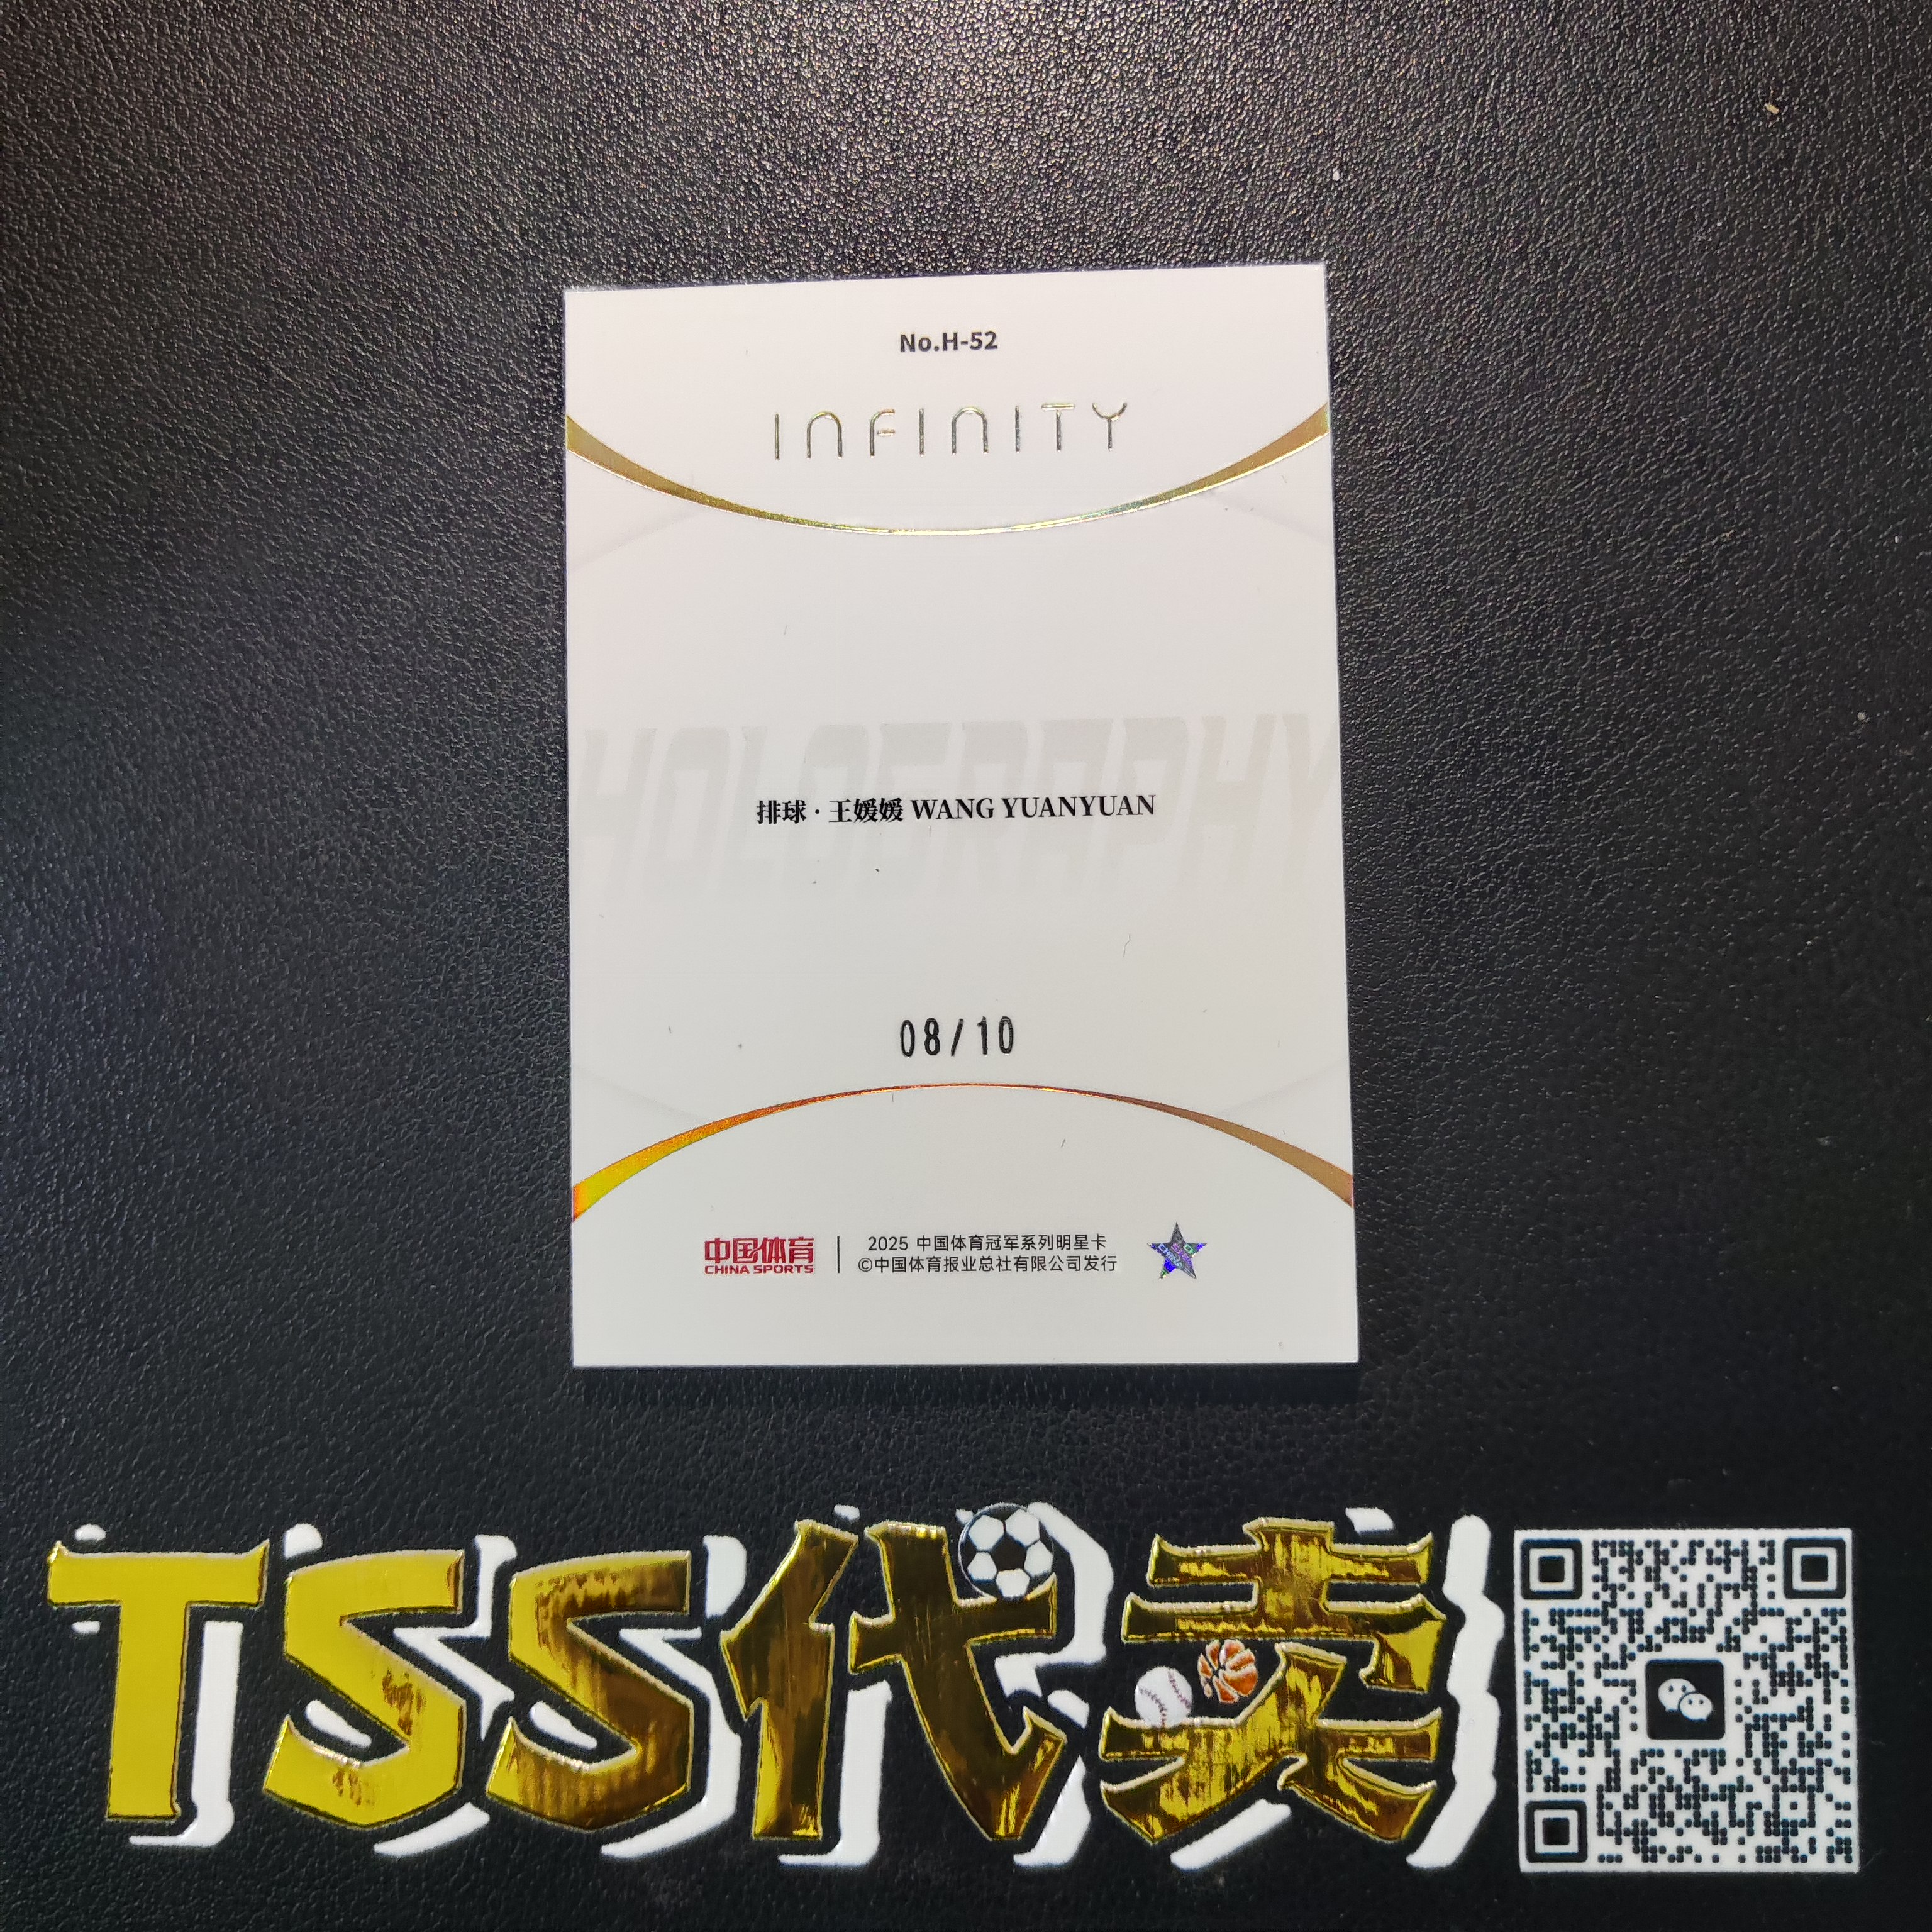 No.H-52
INFINITY
HOLOGRAPHY
排球·王媛媛 WANG YUANYUAN
08/10
中国体育
CHINA SPORTS
2025 中国体育冠军系列明星卡
©中国体育报业总社有限公司发行
TSS代卖